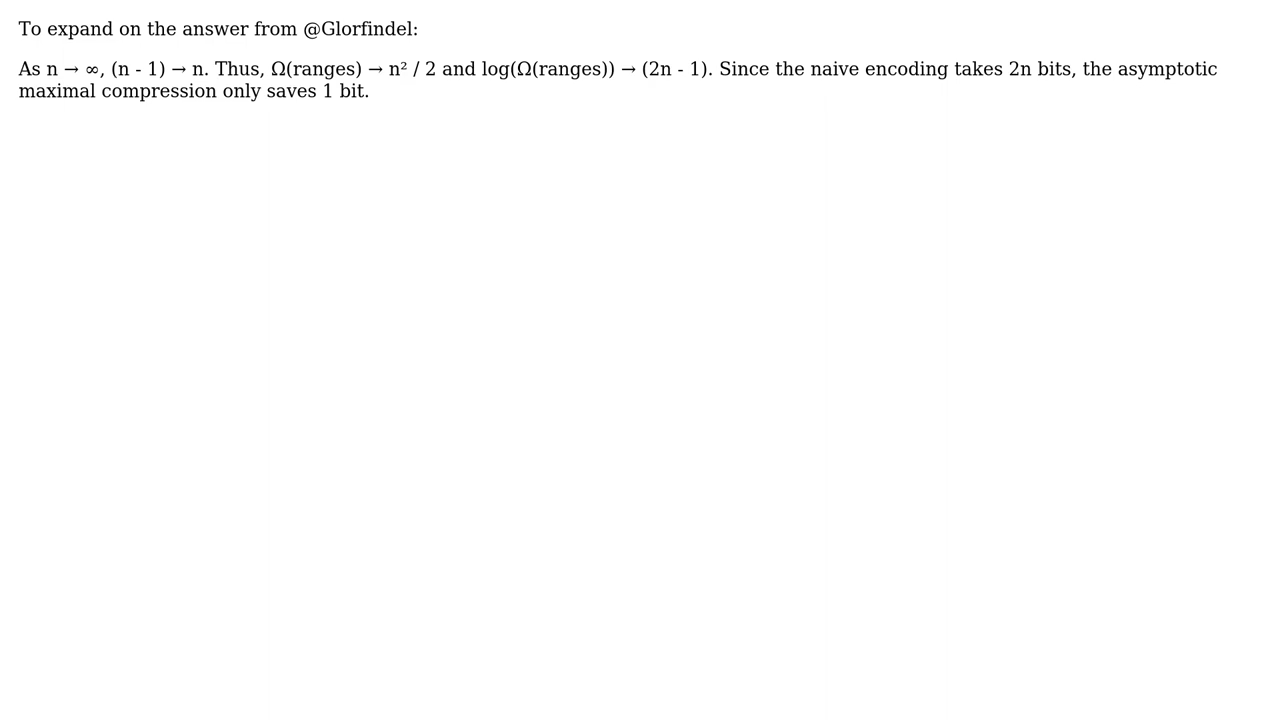 To expand on the answer from @Glorfindel:
As n → ∞, (n - 1) → n. Thus, Ω(ranges) → n² / 2 and log(Ω(ranges)) → (2n - 1). Since the naive encoding takes 2n bits, the asymptotic
maximal compression only saves 1 bit.